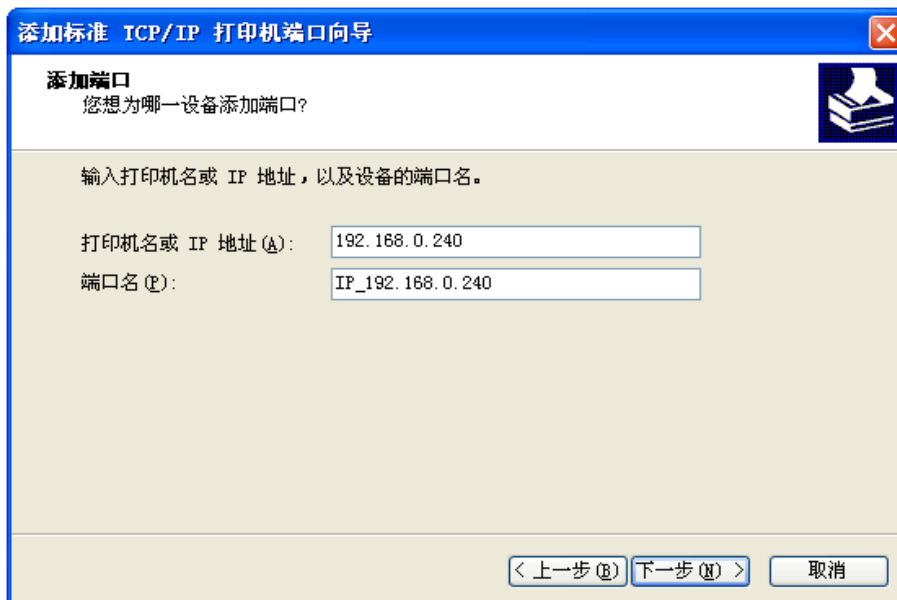 添加标准 TCP/IP 打印机端口向导
添加端口
您想为哪一设备添加端口?
输入打印机名或 IP 地址,以及设备的端口名。
打印机名或 IP 地址(A): 192.168.0.240
端口名(P): IP_192.168.0.240
< 上一步(B) 下一步(N) > 取消